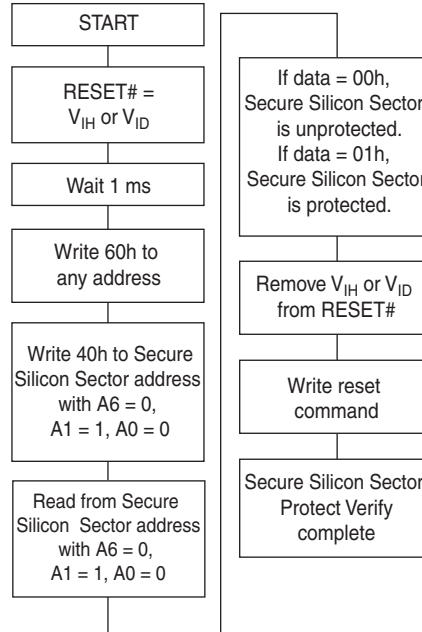 START
RESET# =
VIH or VID
Wait 1 ms
Write 60h to
any address
Write 40h to Secure
Silicon Sector address
with A6 = 0,
A1 = 1, A0 = 0
Read from Secure
Silicon Sector address
with A6 = 0,
A1 = 1, A0 = 0
If data = 00h,
Secure Silicon Sector
is unprotected.
If data = 01h,
Secure Silicon Sector
is protected.
Remove VIH or VID
from RESET#
Write reset
command
Secure Silicon Sector
Protect Verify
complete